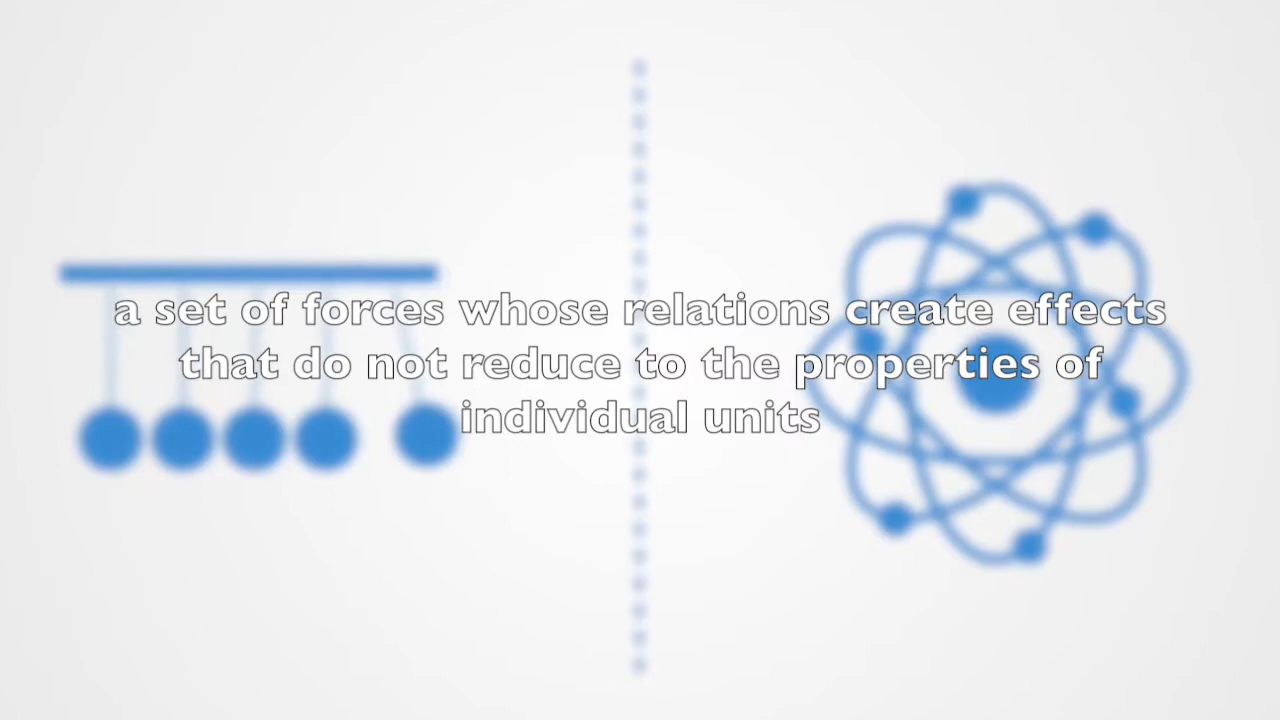 a set of forces whose relations create effects
that do not reduce to the properties of
individual units